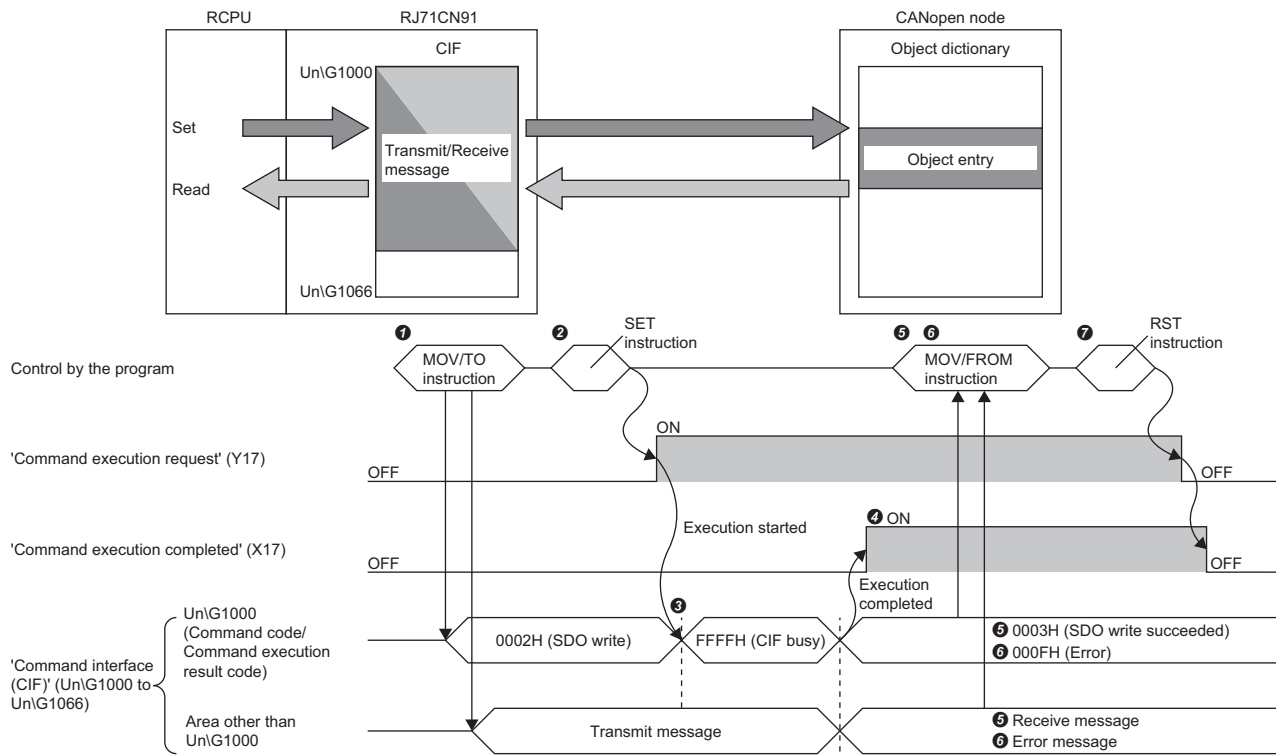 RCPU
RJ71CN91
CANopen node
CIF
Object dictionary
Un\G1000
Set
Transmit/Receive
message
Object entry
Read
Un\G1066
❶
❷
SET
instruction
❺ ❻
❼
RST
instruction
Control by the program
MOV/TO
instruction
MOV/FROM
instruction
ON
'Command execution request' (Y17)
OFF
OFF
Execution started
❹ ON
'Command execution completed' (X17)
OFF
OFF
Execution
completed
❸
Un\G1000
(Command code/
Command execution
result code)
0002H (SDO write)
FFFFH (CIF busy)
❺ 0003H (SDO write succeeded)
❻ 000FH (Error)
'Command interface
(CIF)' (Un\G1000 to
Un\G1066)
Area other than
Un\G1000
Transmit message
❺ Receive message
❻ Error message